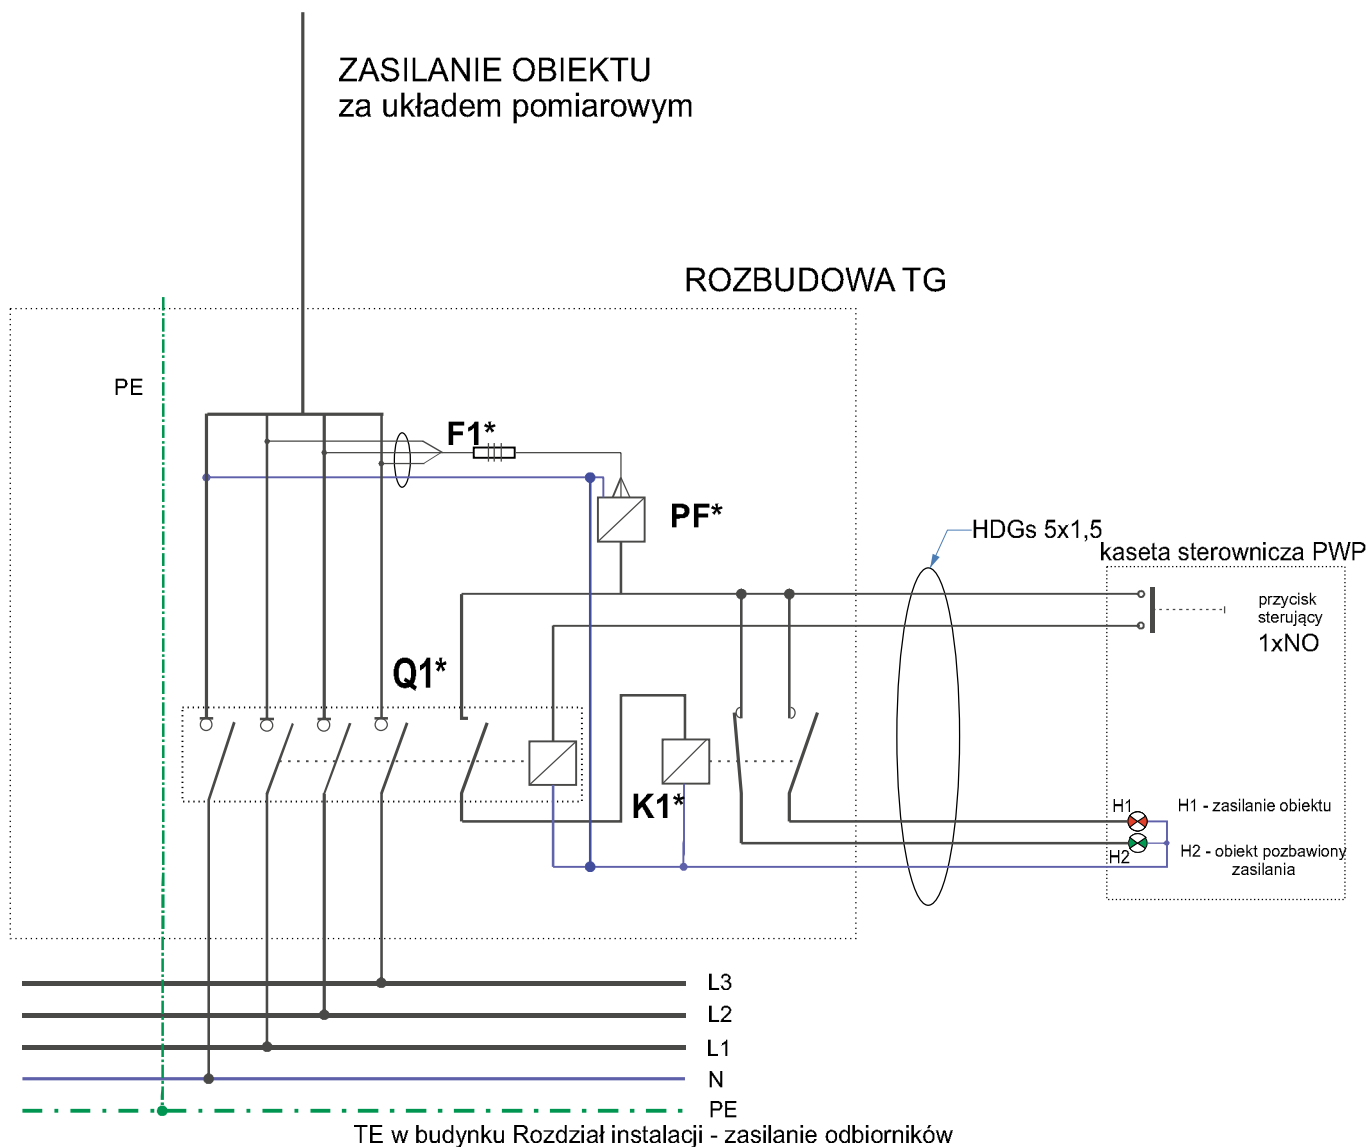 ZASILANIE OBIEKTU
za układem pomiarowym
ROZBUDOWA TG
PE
F1*
PF*
HDGs 5x1,5
kaseta sterownicza PWP
przycisk
sterujący
1xNO
Q1*
K1*
H1
H1 - zasilanie obiektu
H2
H2 - obiekt pozbawiony
zasilania
L3
L2
L1
N
PE
TE w budynku Rozdział instalacji - zasilanie odbiorników